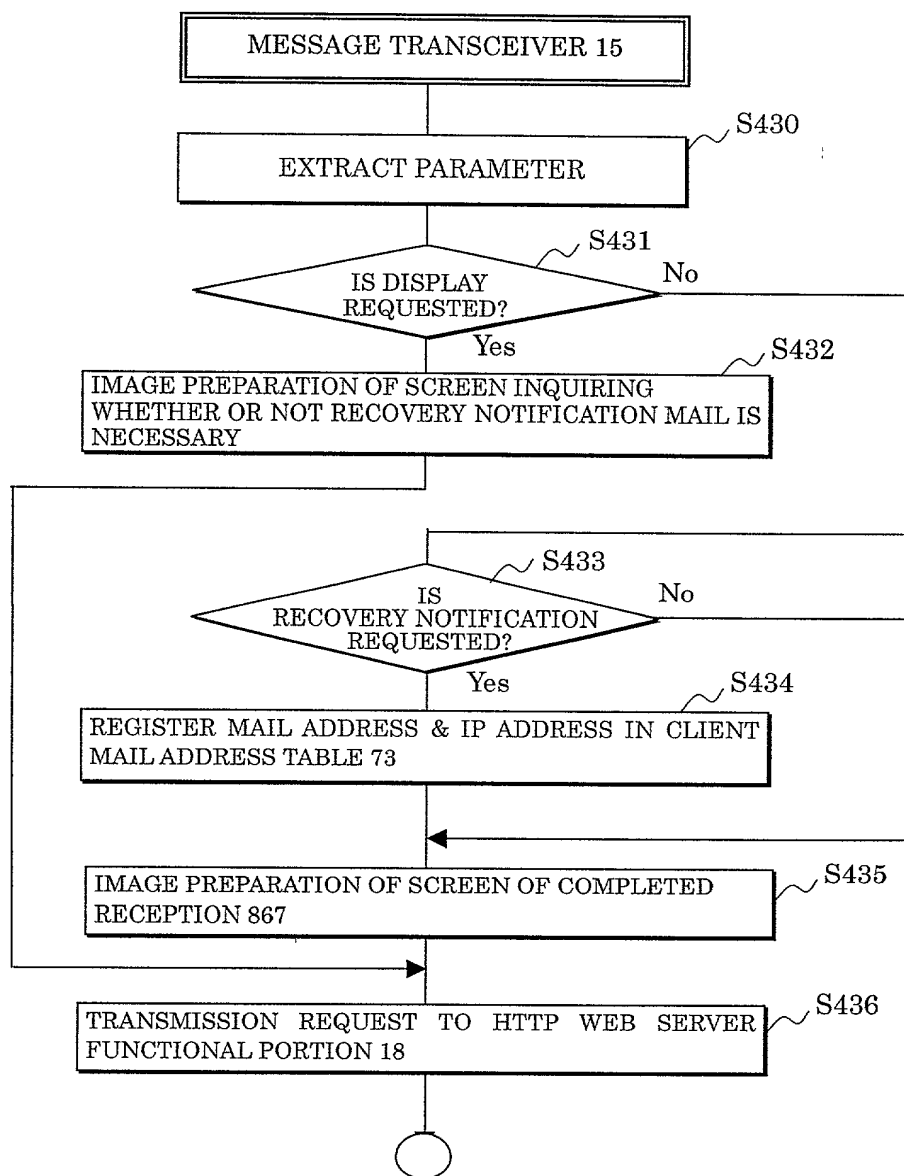 MESSAGE TRANSCEIVER 15
S430
EXTRACT PARAMETER
S431
No
IS DISPLAY
REQUESTED?
Yes
S432
IMAGE PREPARATION OF SCREEN INQUIRING
WHETHER OR NOT RECOVERY NOTIFICATION MAIL IS
NECESSARY
S433
No
IS
RECOVERY NOTIFICATION
REQUESTED?
Yes
S434
REGISTER MAIL ADDRESS & IP ADDRESS IN CLIENT
MAIL ADDRESS TABLE 73
S435
IMAGE PREPARATION OF SCREEN OF COMPLETED
RECEPTION 867
S436
TRANSMISSION REQUEST TO HTTP WEB SERVER
FUNCTIONAL PORTION 18